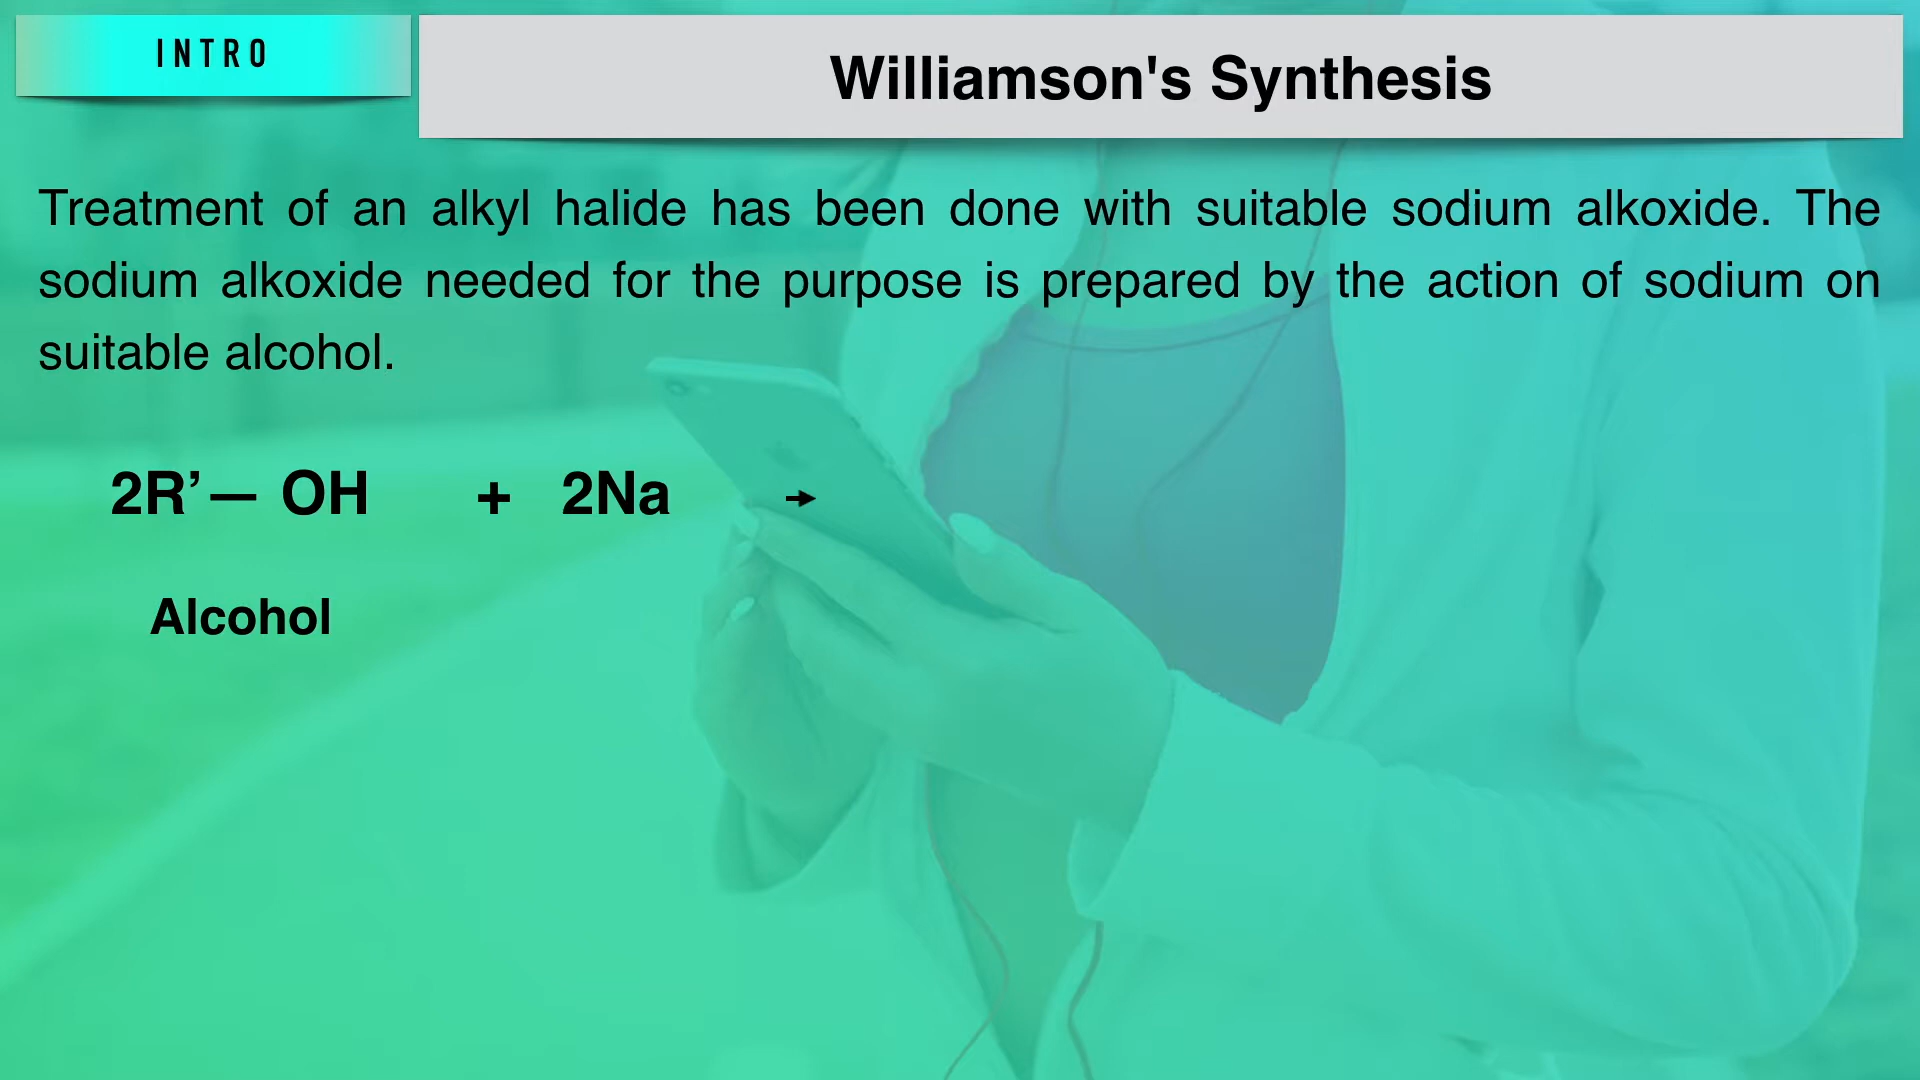 INTRO
Williamson's Synthesis
Treatment of an alkyl halide has been done with suitable sodium alkoxide. The
sodium alkoxide needed for the purpose is prepared by the action of sodium on
suitable alcohol.
2R’— OH + 2Na →
Alcohol